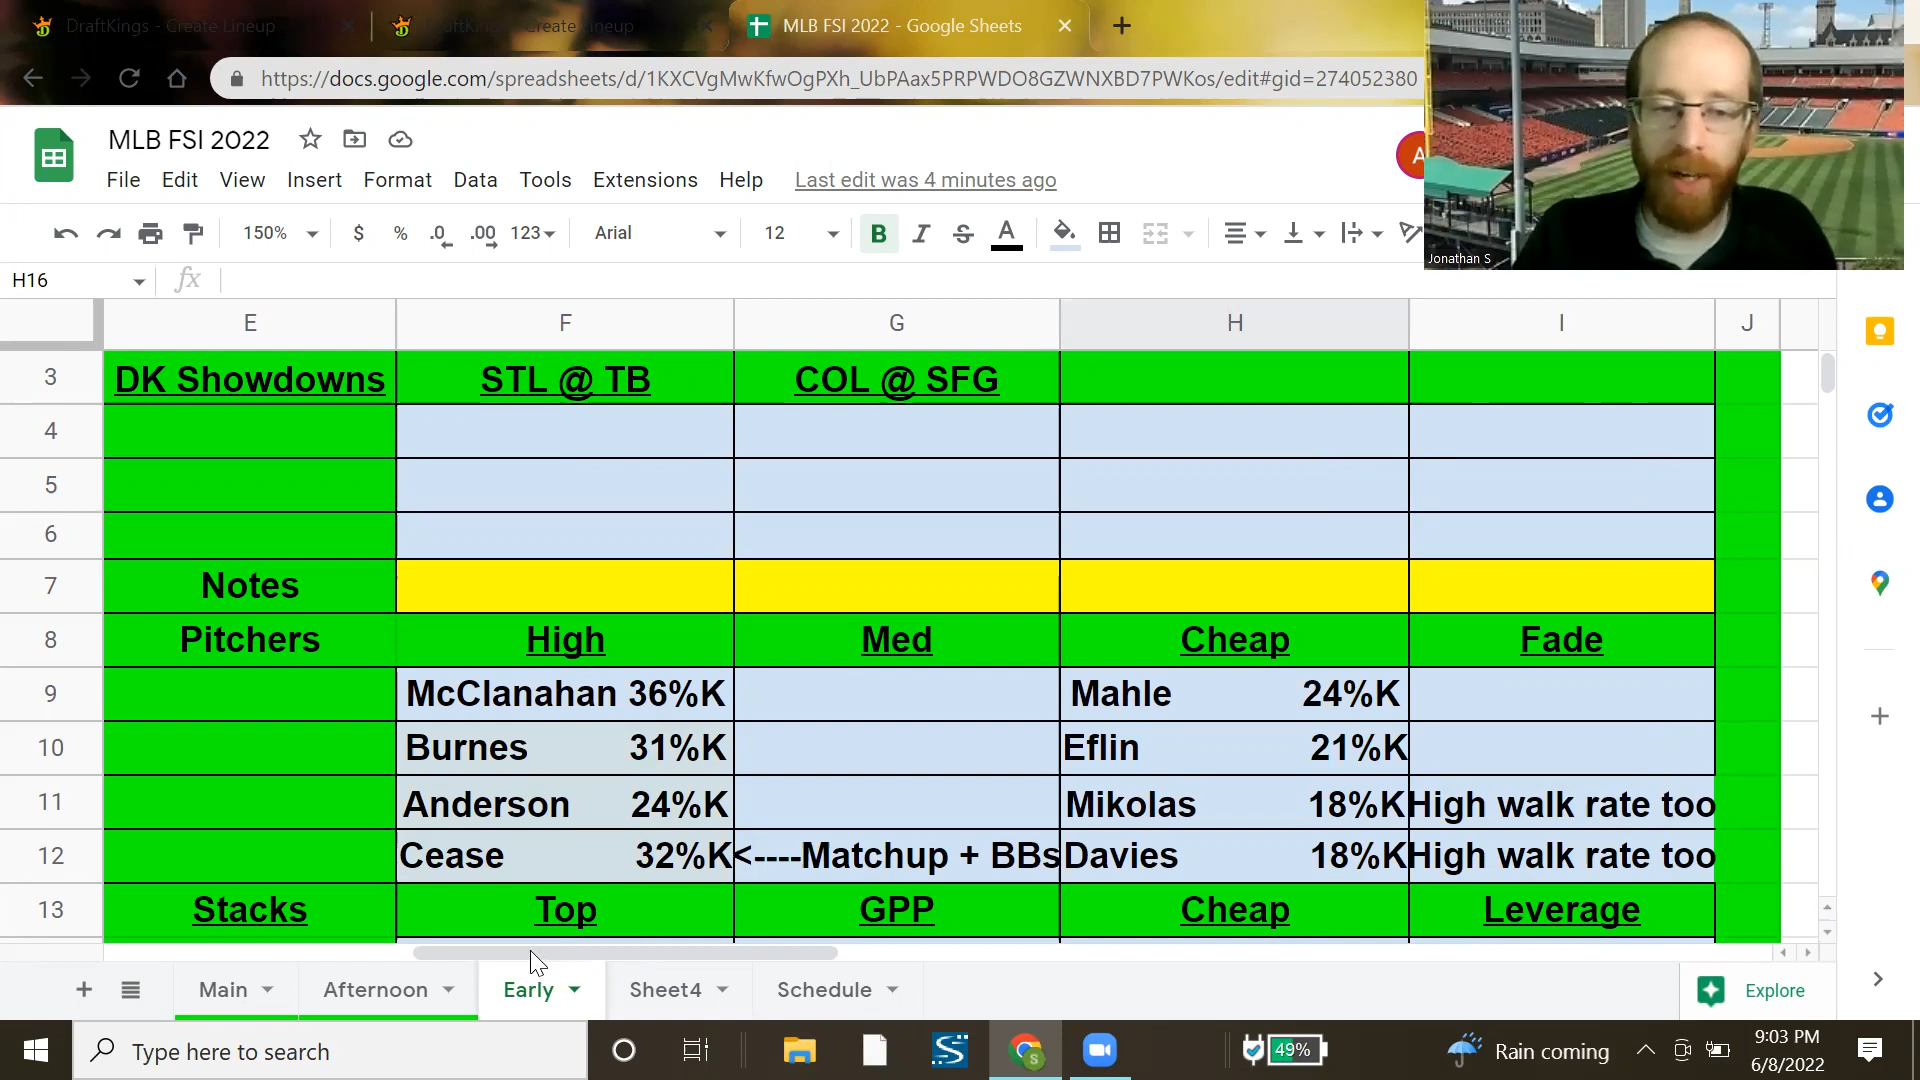 DraftKings - Create Lineup
DraftKings - Create Lineup
MLB FSI 2022 - Google Sheets
https://docs.google.com/spreadsheets/d/1KXCVgMwKfwOgPXh_UbPAax5PRPWDO8GZWNXBD7PWKos/edit#gid=274052380
MLB FSI 2022
File Edit View Insert Format Data Tools Extensions Help Last edit was 4 minutes ago
A
150% $ % .0 .00 123 Arial 12 B I S A
Jonathan S
H16 fx
E F G H I J
3 DK Showdowns STL @ TB COL @ SFG
4
5
6
7 Notes
8 Pitchers High Med Cheap Fade
9 McClanahan 36%K Mahle 24%K
10 Burnes 31%K Eflin 21%K
11 Anderson 24%K Mikolas 18%K High walk rate too
12 Cease 32%K <----Matchup + BBs Davies 18%K High walk rate too
13 Stacks Top GPP Cheap Leverage
Main Afternoon Early Sheet4 Schedule Explore
Type here to search
S
49%
Rain coming
9:03 PM
6/8/2022